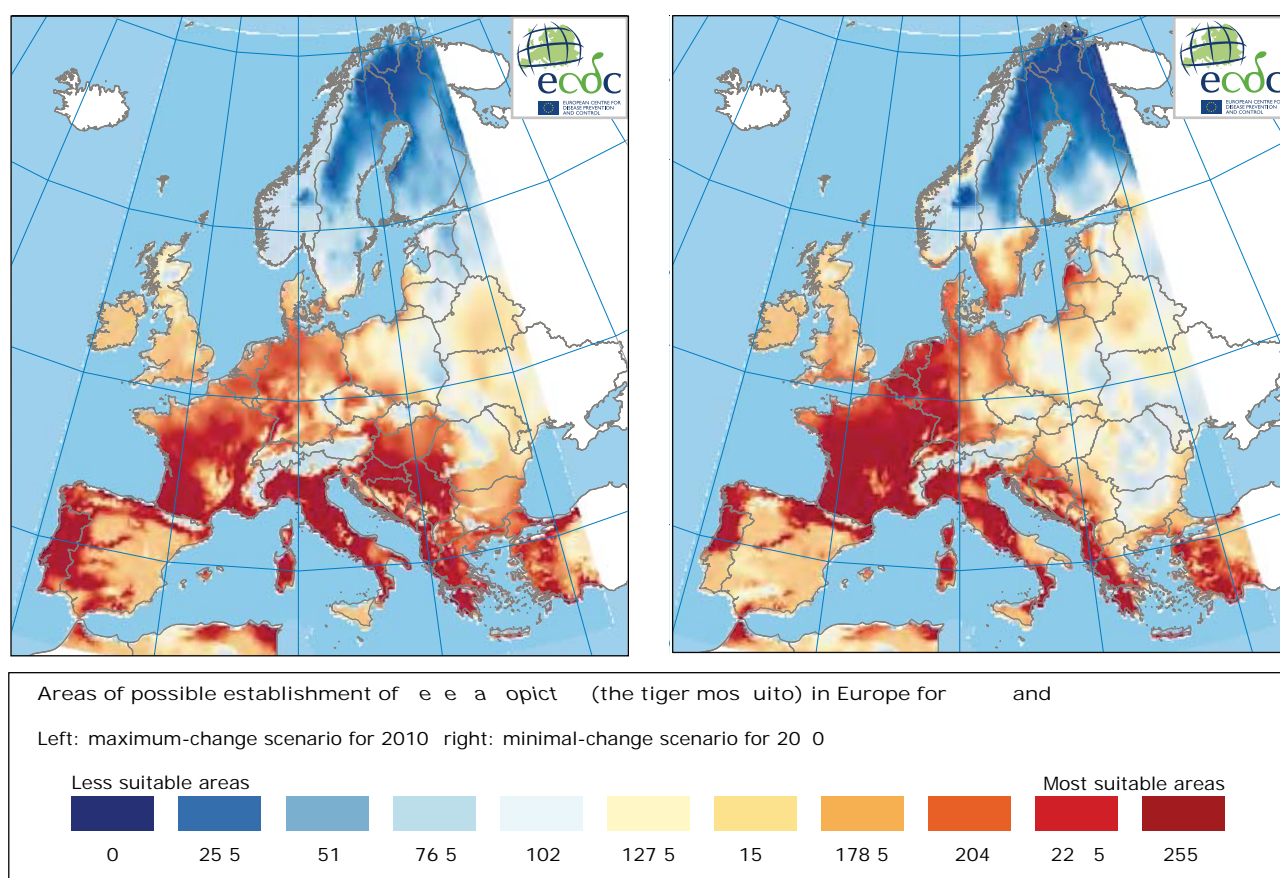 ecdc
EUROPEAN CENTRE FOR
DISEASE PREVENTION
AND CONTROL
ecdc
EUROPEAN CENTRE FOR
DISEASE PREVENTION
AND CONTROL
Areas of possible establishment of e e a opict (the tiger mos uito) in Europe for and
Left: maximum-change scenario for 2010 right: minimal-change scenario for 20 0
Less suitable areas Most suitable areas
0 25 5 51 76 5 102 127 5 15 178 5 204 22 5 255